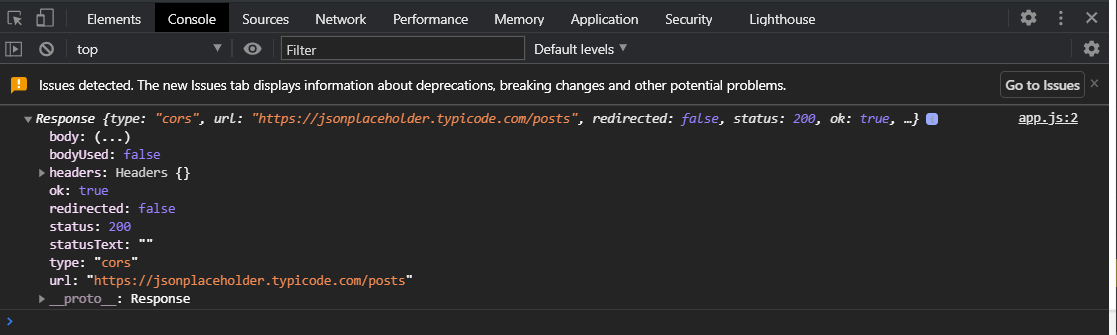 Elements Console Sources Network Performance Memory Application Security Lighthouse
top Filter Default levels
Issues detected. The new Issues tab displays information about deprecations, breaking changes and other potential problems. Go to Issues
Response {type: "cors", url: "https://jsonplaceholder.typicode.com/posts", redirected: false, status: 200, ok: true, …} i app.js:2
body: (...)
bodyUsed: false
headers: Headers {}
ok: true
redirected: false
status: 200
statusText: ""
type: "cors"
url: "https://jsonplaceholder.typicode.com/posts"
__proto__: Response